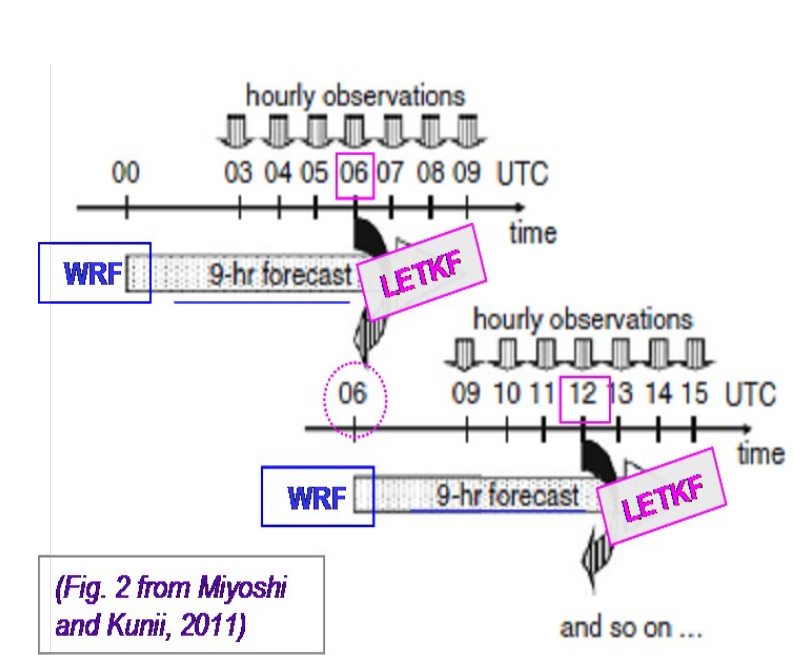 hourly observations
00 03 04 05 06 07 08 09 UTC
time
WRF 9-hr forecast LETKF
hourly observations
06 09 10 11 12 13 14 15 UTC
time
WRF 9-hr forecast LETKF
(Fig. 2 from Miyoshi
and Kunii, 2011)
and so on ...